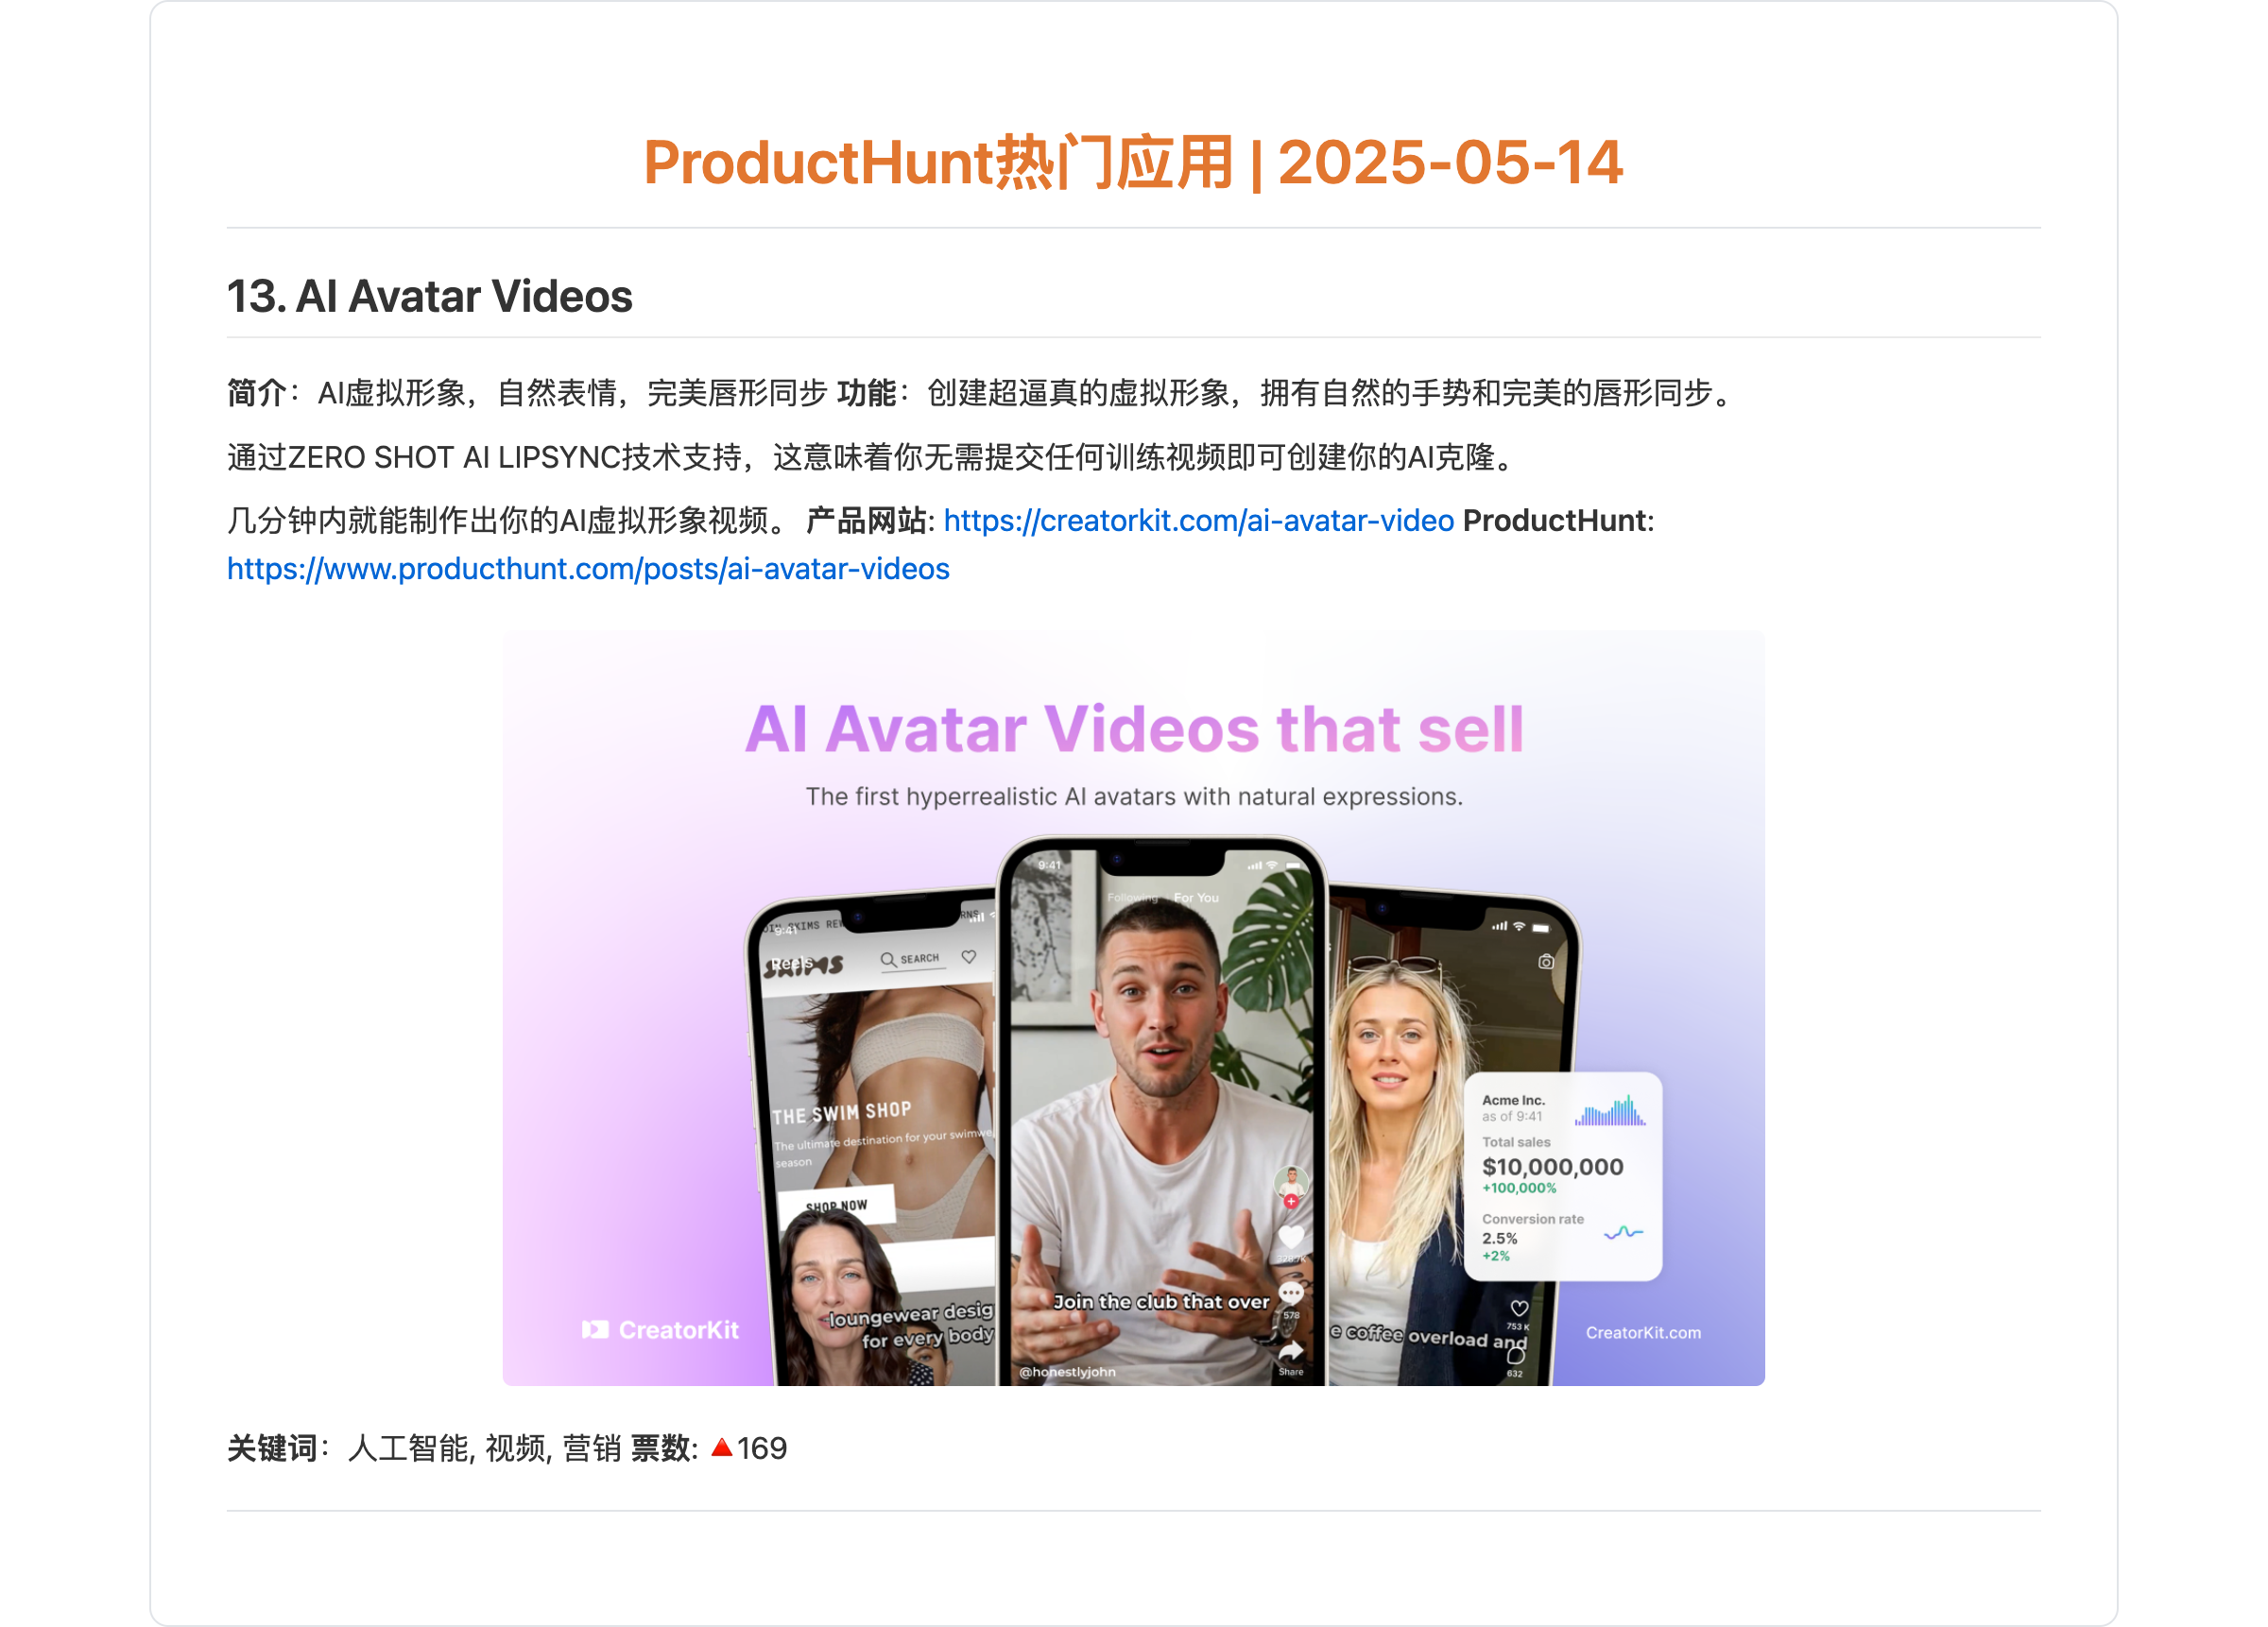 ProductHunt热门应用 | 2025-05-14
13. AI Avatar Videos
简介：AI虚拟形象，自然表情，完美唇形同步 功能：创建超逼真的虚拟形象，拥有自然的手势和完美的唇形同步。
通过ZERO SHOT AI LIPSYNC技术支持，这意味着你无需提交任何训练视频即可创建你的AI克隆。
几分钟内就能制作出你的AI虚拟形象视频。 产品网站: https://creatorkit.com/ai-avatar-video ProductHunt:
https://www.producthunt.com/posts/ai-avatar-videos
AI Avatar Videos that sell
The first hyperrealistic AI avatars with natural expressions.
9:41
SKIMS
Reels
SEARCH
THE SWIM SHOP
The ultimate destination for your swimwe
season
SHOP NOW
loungewear desig
for every body
9:41
Following
For You
Join the club that over
578
Share
@honestlyjohn
e coffee overload and
753 K
632
Acme Inc.
as of 9:41
Total sales
$10,000,000
+100,000%
Conversion rate
2.5%
+2%
CreatorKit
CreatorKit.com
关键词：人工智能, 视频, 营销 票数: 🔺169